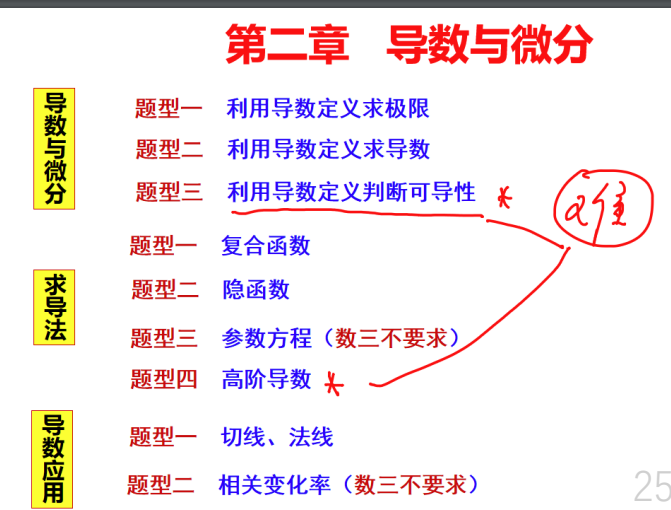 第二章 导数与微分
导数与微分
题型一 利用导数定义求极限
题型二 利用导数定义求导数
题型三 利用导数定义判断可导性
求导法
题型一 复合函数
题型二 隐函数
题型三 参数方程（数三不要求）
题型四 高阶导数
导数应用
题型一 切线、法线
题型二 相关变化率（数三不要求）
25